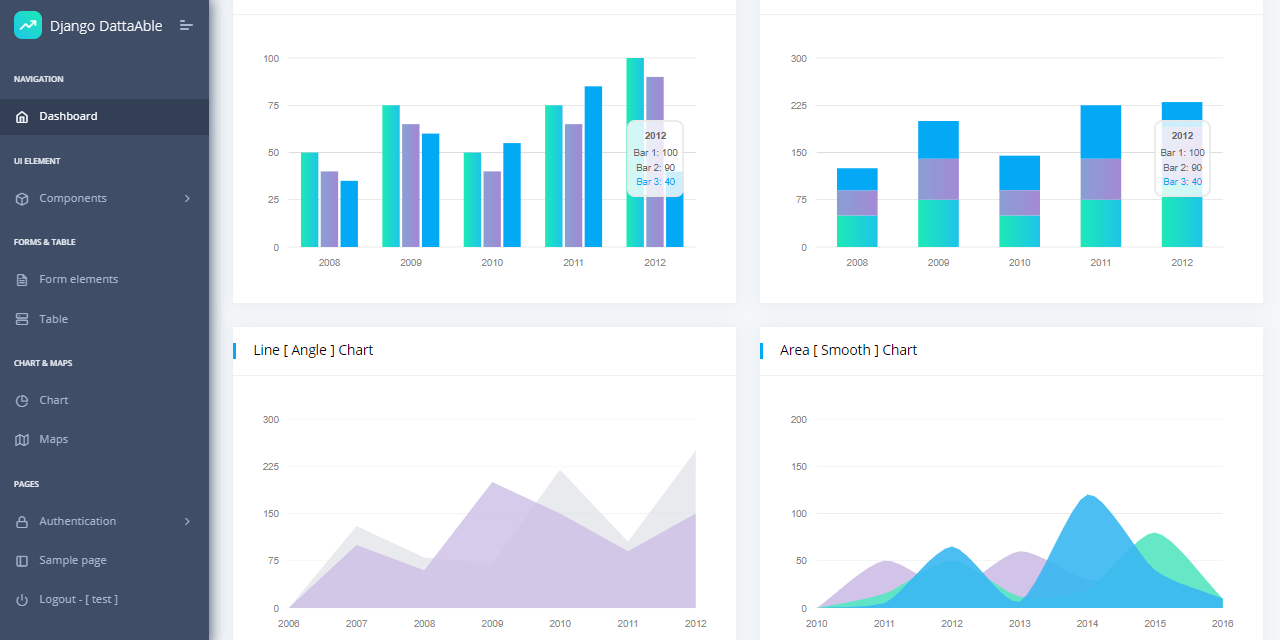 Django DattaAble
NAVIGATION
Dashboard
UI ELEMENT
Components
FORMS & TABLE
Form elements
Table
CHART & MAPS
Chart
Maps
PAGES
Authentication
Sample page
Logout - [ test ]
100
75
50
25
0
2008 2009 2010 2011 2012
2012
Bar 1: 100
Bar 2: 90
Bar 3: 40
300
225
150
75
0
2008 2009 2010 2011 2012
2012
Bar 1: 100
Bar 2: 90
Bar 3: 40
Line [ Angle ] Chart
300
225
150
75
0
2006 2007 2008 2009 2010 2011 2012
Area [ Smooth ] Chart
200
150
100
50
0
2010 2011 2012 2013 2014 2015 2016